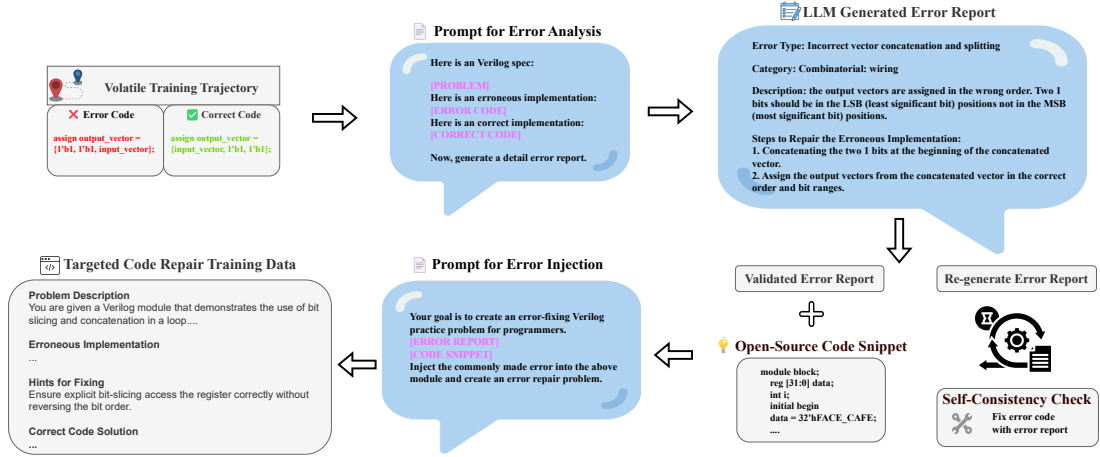 Volatile Training Trajectory
❌ Error Code
assign output_vector =
{1'b1, 1'b1, input_vector};
✅ Correct Code
assign output_vector =
{input_vector, 1'b1, 1'b1};
Prompt for Error Analysis
Here is an Verilog spec:
[PROBLEM]
Here is an erroneous implementation:
[ERROR CODE]
Here is an correct implementation:
[CORRECT CODE]
Now, generate a detail error report.
LLM Generated Error Report
Error Type: Incorrect vector concatenation and splitting
Category: Combinatorial: wiring
Description: the output vectors are assigned in the wrong order. Two 1
bits should be in the LSB (least significant bit) positions not in the MSB
(most significant bit) positions.
Steps to Repair the Erroneous Implementation:
1. Concatenating the two 1 bits at the beginning of the concatenated
vector.
2. Assign the output vectors from the concatenated vector in the correct
order and bit ranges.
Validated Error Report
Open-Source Code Snippet
module block;
reg [31:0] data;
int i;
initial begin
data = 32'hFACE_CAFE;
....
Re-generate Error Report
Self-Consistency Check
Fix error code
with error report
Prompt for Error Injection
Your goal is to create an error-fixing Verilog
practice problem for programmers.
[ERROR REPORT]
[CODE SNIPPET]
Inject the commonly made error into the above
module and create an error repair problem.
Targeted Code Repair Training Data
Problem Description
You are given a Verilog module that demonstrates the use of bit
slicing and concatenation in a loop....
Erroneous Implementation
...
Hints for Fixing
Ensure explicit bit-slicing access the register correctly without
reversing the bit order.
Correct Code Solution
...